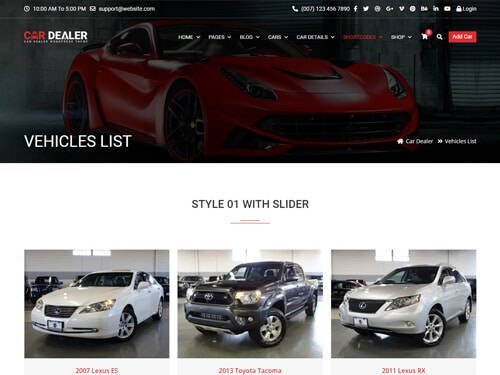 10:00 AM To 5:00 PM support@website.com (007) 123 456 7890 Login
CAR DEALER
CAR DEALER WORDPRESS THEME
HOME PAGES BLOG CARS CAR DETAILS SHORTCODES SHOP Add Car
VEHICLES LIST
Car Dealer » Vehicles List
STYLE 01 WITH SLIDER
2007 Lexus ES 2013 Toyota Tacoma 2011 Lexus RX